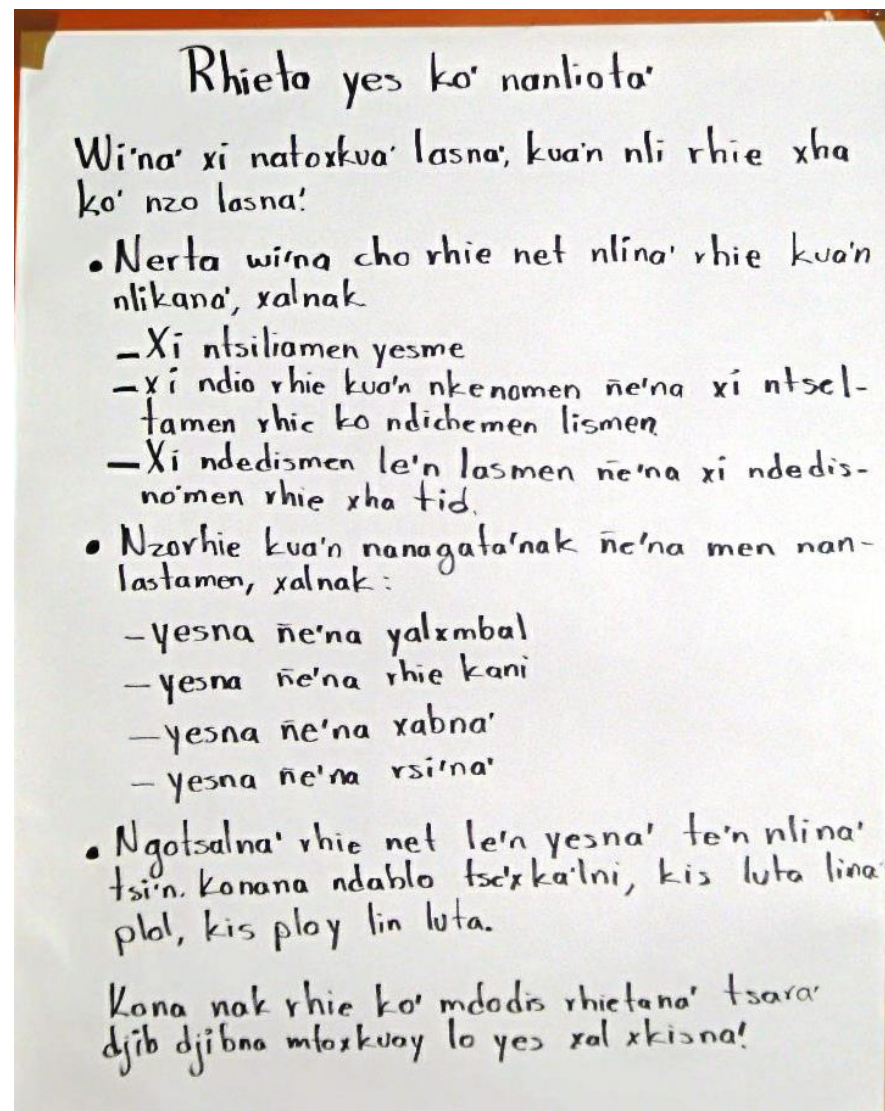 Rhieta yes ko' nanliota'
Wi'na' xi natoxkua' lasna', kua'n nli rhie xha
ko' nzo lasna'.
• Nerta wi'na cho rhie net nlina' rhie kua'n
nlikana', xalnak
- Xi ntsiliamen yesme
- xi ndio rhie kua'n nkenomen ñe'na xi ntsel-
tamen rhie ko ndichemen lismen
- Xi ndedismen le'n lasmen ñe'na xi ndedis-
no'men rhie xha tid.
• Nzorhie kua'n nanagata'nak ñe'na men nan-
lastamen, xalnak:
- yesna ñe'na yalxmbal
- yesna ñe'na rhie kani
- yesna ñe'na xabna'
- yesna ñe'na rsi'na'
• Ngotsalna' rhie net le'n yesna' te'n nlina'
tsi'n. Konana ndablo tse'x ka'lni, kis luta lina
plol, kis ploy lin luta.
Kona nak rhie ko' mdodis rhietana' tsara'
djib djibna mtoxkuay lo yes xal xkisna'.